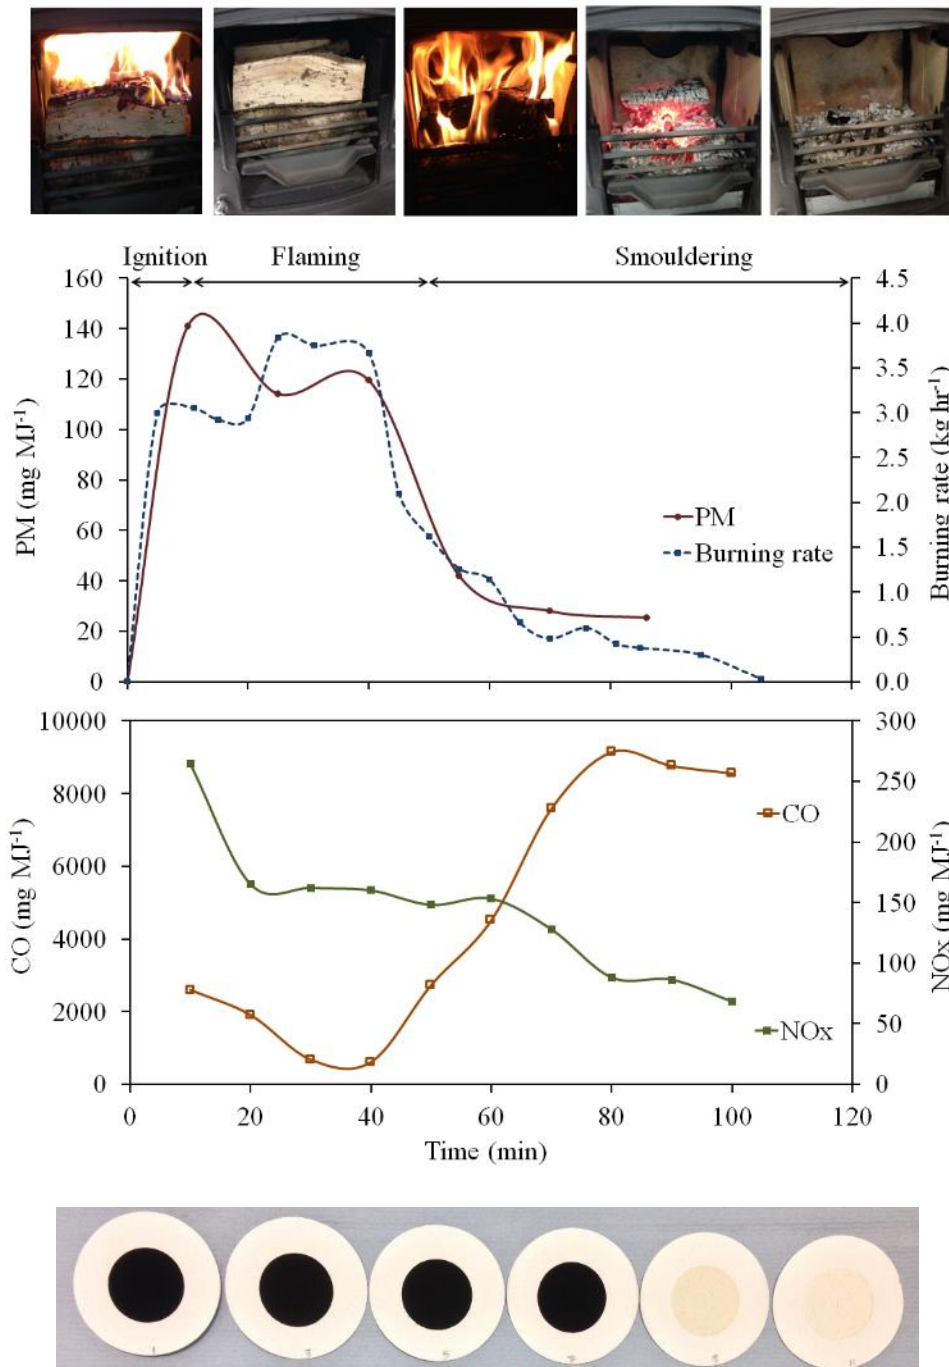 Ignition Flaming Smouldering
160 4.5
140 4.0
120 3.5
100 3.0
80 2.5
60 2.0
40 1.5
20 1.0
0 0.5
0.0
PM (mg MJ-1)
Burning rate (kg hr-1)
PM
Burning rate
10000 300
8000 250
6000 200
4000 150
2000 100
0 50
0
CO (mg MJ-1)
NOx (mg MJ-1)
CO
NOx
0 20 40 60 80 100 120
Time (min)